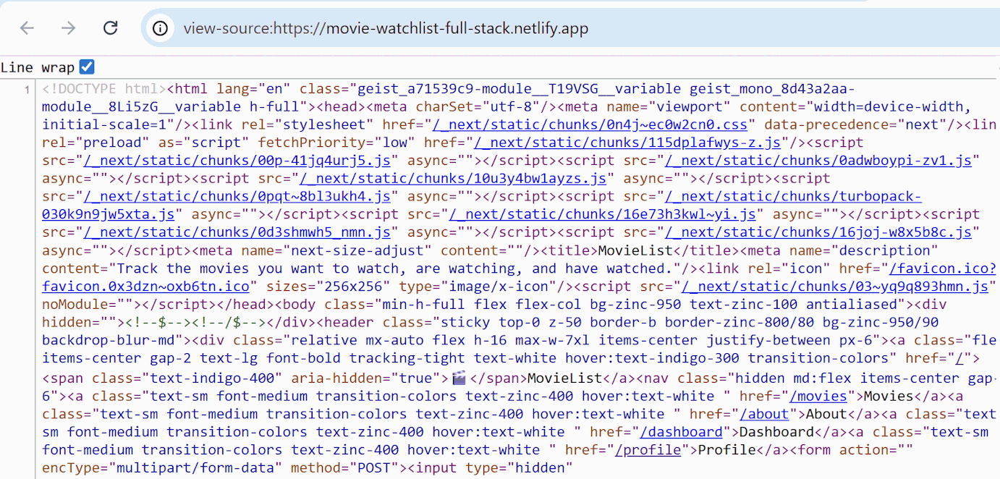 view-source:https://movie-watchlist-full-stack.netlify.app
Line wrap
1
<!DOCTYPE html><html lang="en" class="geist_a71539c9-module__T19VSG__variable geist_mono_8d43a2aa-
module__8Li5zG__variable h-full"><head><meta charSet="utf-8"/><meta name="viewport" content="width=device-width,
initial-scale=1"/><link rel="stylesheet" href="/_next/static/chunks/0n4j~ec0w2cn0.css" data-precedence="next"/><lin
rel="preload" as="script" fetchPriority="low" href="/_next/static/chunks/115dplafwys-z.js"/><script
src="/_next/static/chunks/00p-41jq4urj5.js" async=""></script><script src="/_next/static/chunks/0adwboypi-zv1.js"
async=""></script><script src="/_next/static/chunks/10u3y4bw1ayzs.js" async=""></script><script
src="/_next/static/chunks/0pqt~8bl3ukh4.js" async=""></script><script src="/_next/static/chunks/turbopack-
030k9n9jw5xta.js" async=""></script><script src="/_next/static/chunks/16e73h3kwl~yi.js" async=""></script><script
src="/_next/static/chunks/0d3shmwh5_nmn.js" async=""></script><script src="/_next/static/chunks/16joj-w8x5b8c.js"
async=""></script><meta name="next-size-adjust" content=""/><title>MovieList</title><meta name="description"
content="Track the movies you want to watch, are watching, and have watched."/><link rel="icon" href="/favicon.ico?
favicon.0x3dzn~oxb6tn.ico" sizes="256x256" type="image/x-icon"/><script src="/_next/static/chunks/03~yq9q893hmn.js"
noModule=""></script></head><body class="min-h-full flex flex-col bg-zinc-950 text-zinc-100 antialiased"><div
hidden=""><!--$--><!--/$--></div><header class="sticky top-0 z-50 border-b border-zinc-800/80 bg-zinc-950/90
backdrop-blur-md"><div class="relative mx-auto flex h-16 max-w-7xl items-center justify-between px-6"><a class="fle
items-center gap-2 text-lg font-bold tracking-tight text-white hover:text-indigo-300 transition-colors" href="/">
<span class="text-indigo-400" aria-hidden="true">🎬</span>MovieList</a><nav class="hidden md:flex items-center gap-
6"><a class="text-sm font-medium transition-colors text-zinc-400 hover:text-white " href="/movies">Movies</a><a
class="text-sm font-medium transition-colors text-zinc-400 hover:text-white " href="/about">About</a><a class="text
sm font-medium transition-colors text-zinc-400 hover:text-white " href="/dashboard">Dashboard</a><a class="text-sm
font-medium transition-colors text-zinc-400 hover:text-white " href="/profile">Profile</a><form action=""
encType="multipart/form-data" method="POST"><input type="hidden"